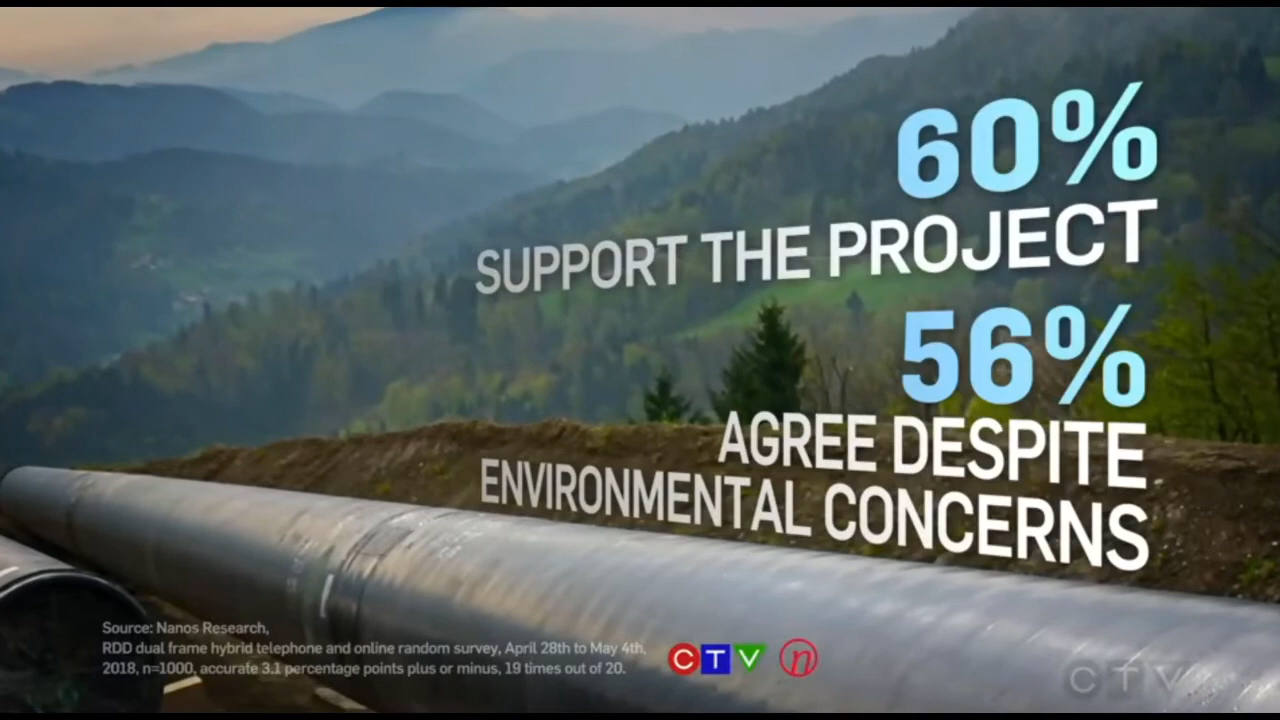 60%
SUPPORT THE PROJECT
56%
AGREE DESPITE
ENVIRONMENTAL CONCERNS
Source: Nanos Research,
RDD dual frame hybrid telephone and online random survey, April 28th to May 4th,
2018, n=1000, accurate 3.1 percentage points plus or minus, 19 times out of 20.
CTV n
CTV